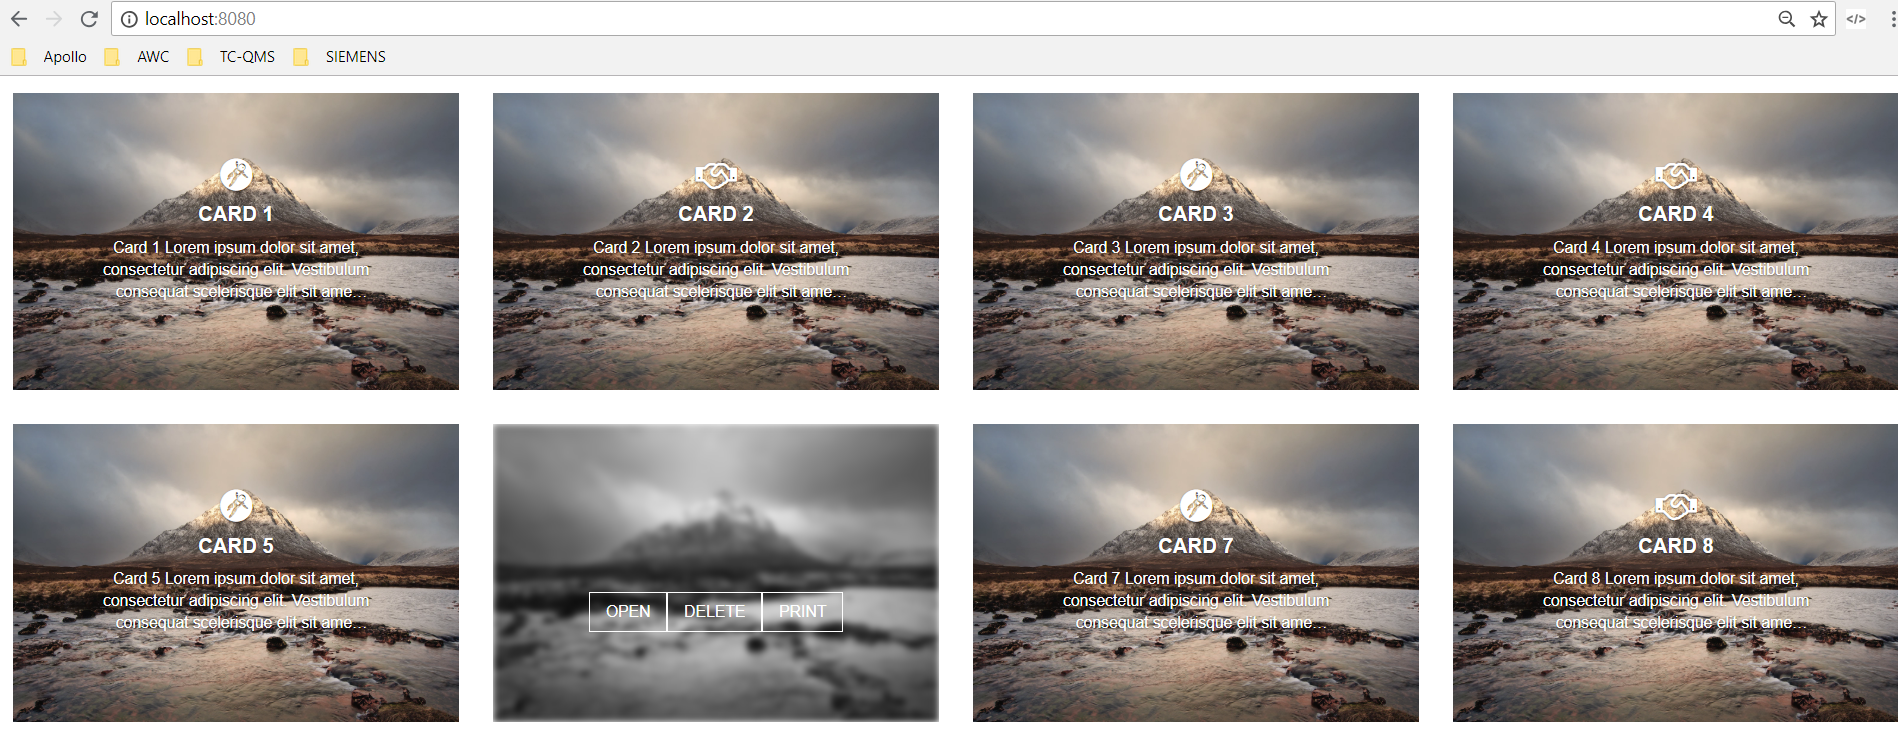 localhost:8080
Apollo AWC TC-QMS SIEMENS
CARD 1
Card 1 Lorem ipsum dolor sit amet,
consectetur adipiscing elit. Vestibulum
consequat scelerisque elit sit ame...
CARD 2
Card 2 Lorem ipsum dolor sit amet,
consectetur adipiscing elit. Vestibulum
consequat scelerisque elit sit ame...
CARD 3
Card 3 Lorem ipsum dolor sit amet,
consectetur adipiscing elit. Vestibulum
consequat scelerisque elit sit ame...
CARD 4
Card 4 Lorem ipsum dolor sit amet,
consectetur adipiscing elit. Vestibulum
consequat scelerisque elit sit ame...
CARD 5
Card 5 Lorem ipsum dolor sit amet,
consectetur adipiscing elit. Vestibulum
consequat scelerisque elit sit ame...
OPEN DELETE PRINT
CARD 7
Card 7 Lorem ipsum dolor sit amet,
consectetur adipiscing elit. Vestibulum
consequat scelerisque elit sit ame...
CARD 8
Card 8 Lorem ipsum dolor sit amet,
consectetur adipiscing elit. Vestibulum
consequat scelerisque elit sit ame...